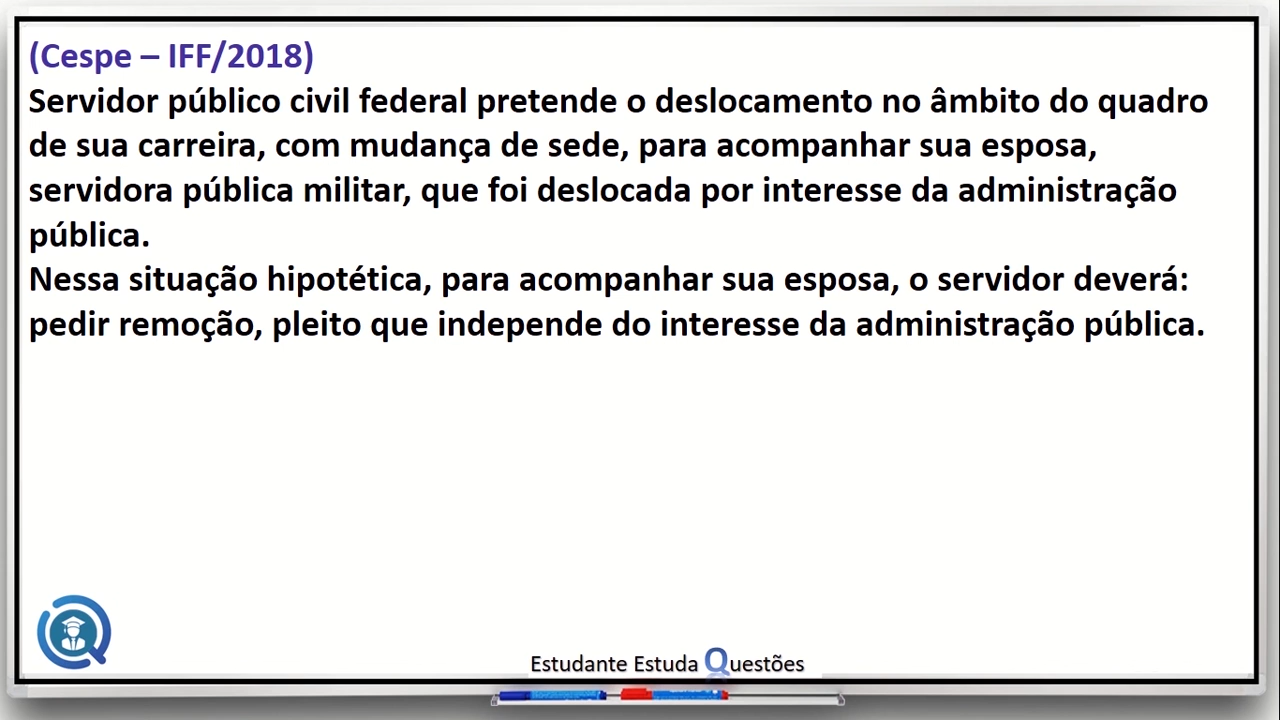 (Cespe – IFF/2018)
Servidor público civil federal pretende o deslocamento no âmbito do quadro
de sua carreira, com mudança de sede, para acompanhar sua esposa,
servidora pública militar, que foi deslocada por interesse da administração
pública.
Nessa situação hipotética, para acompanhar sua esposa, o servidor deverá:
pedir remoção, pleito que independe do interesse da administração pública.
Estudante Estuda Questões